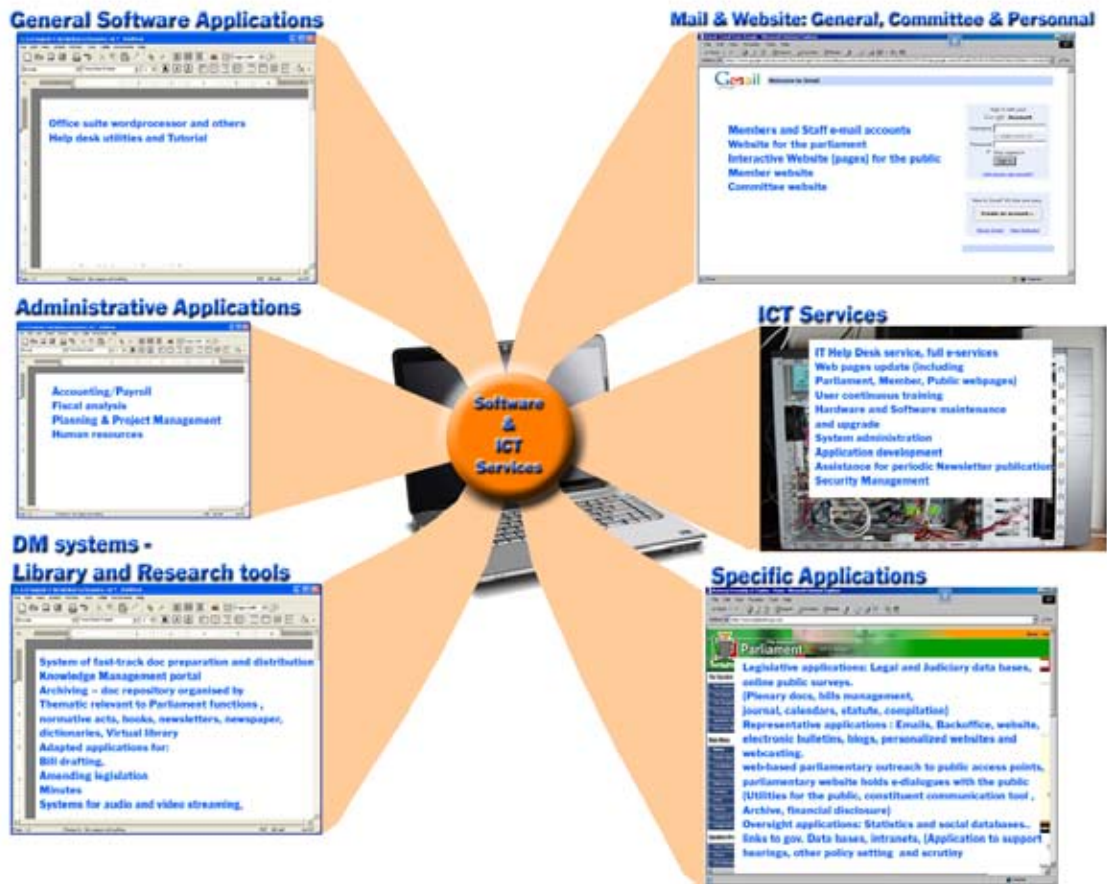 General Software Applications
Office suite wordprocessor and others
Help desk utilities and Tutorial
Mail & Website: General, Committee & Personnal
Gmail Welcome to Gmail
Members and Staff e-mail accounts
Website for the parliament
Interactive Website [pages] for the public
Member website
Committee website
Create an account »
Administrative Applications
Accounting/Payroll
Fiscal analysis
Planning & Project Management
Human resources
Software
&
ICT
Services
ICT Services
IT Help Desk service, full e-services
Web pages update (including
Parliament, Member, Public webpages)
User continuous training
Hardware and Software maintenance
and upgrade
System administration
Application development
Assistance for periodic Newsletter publication
Security Management
DM systems -
Library and Research tools
System of fast-track doc preparation and distribution
Knowledge Management portal
Archiving – doc repository organised by
Thematic relevant to Parliament functions ,
normative acts, hooks, newsletters, newspaper,
dictionaries, Virtual library
Adapted applications for:
Bill drafting,
Amending legislation
Minutes
Systems for audio and video streaming,
Specific Applications
Parliament
Legislative applications: Legal and Judiciary data bases,
online public surveys.
(Plenary docs, bills management,
journal, calendars, statute, compilation)
Representative applications : Emails, Backoffice, website,
electronic bulletins, blogs, personalized websites and
webcasting.
web-based parliamentary outreach to public access points,
parliamentary website holds e-dialogues with the public
(Utilities for the public, constituent communication tool ,
Archive, financial disclosure)
Oversight applications: Statistics and social databases..
links to gov. Data bases, intranets, (Application to support
hearings, other policy setting and scrutiny